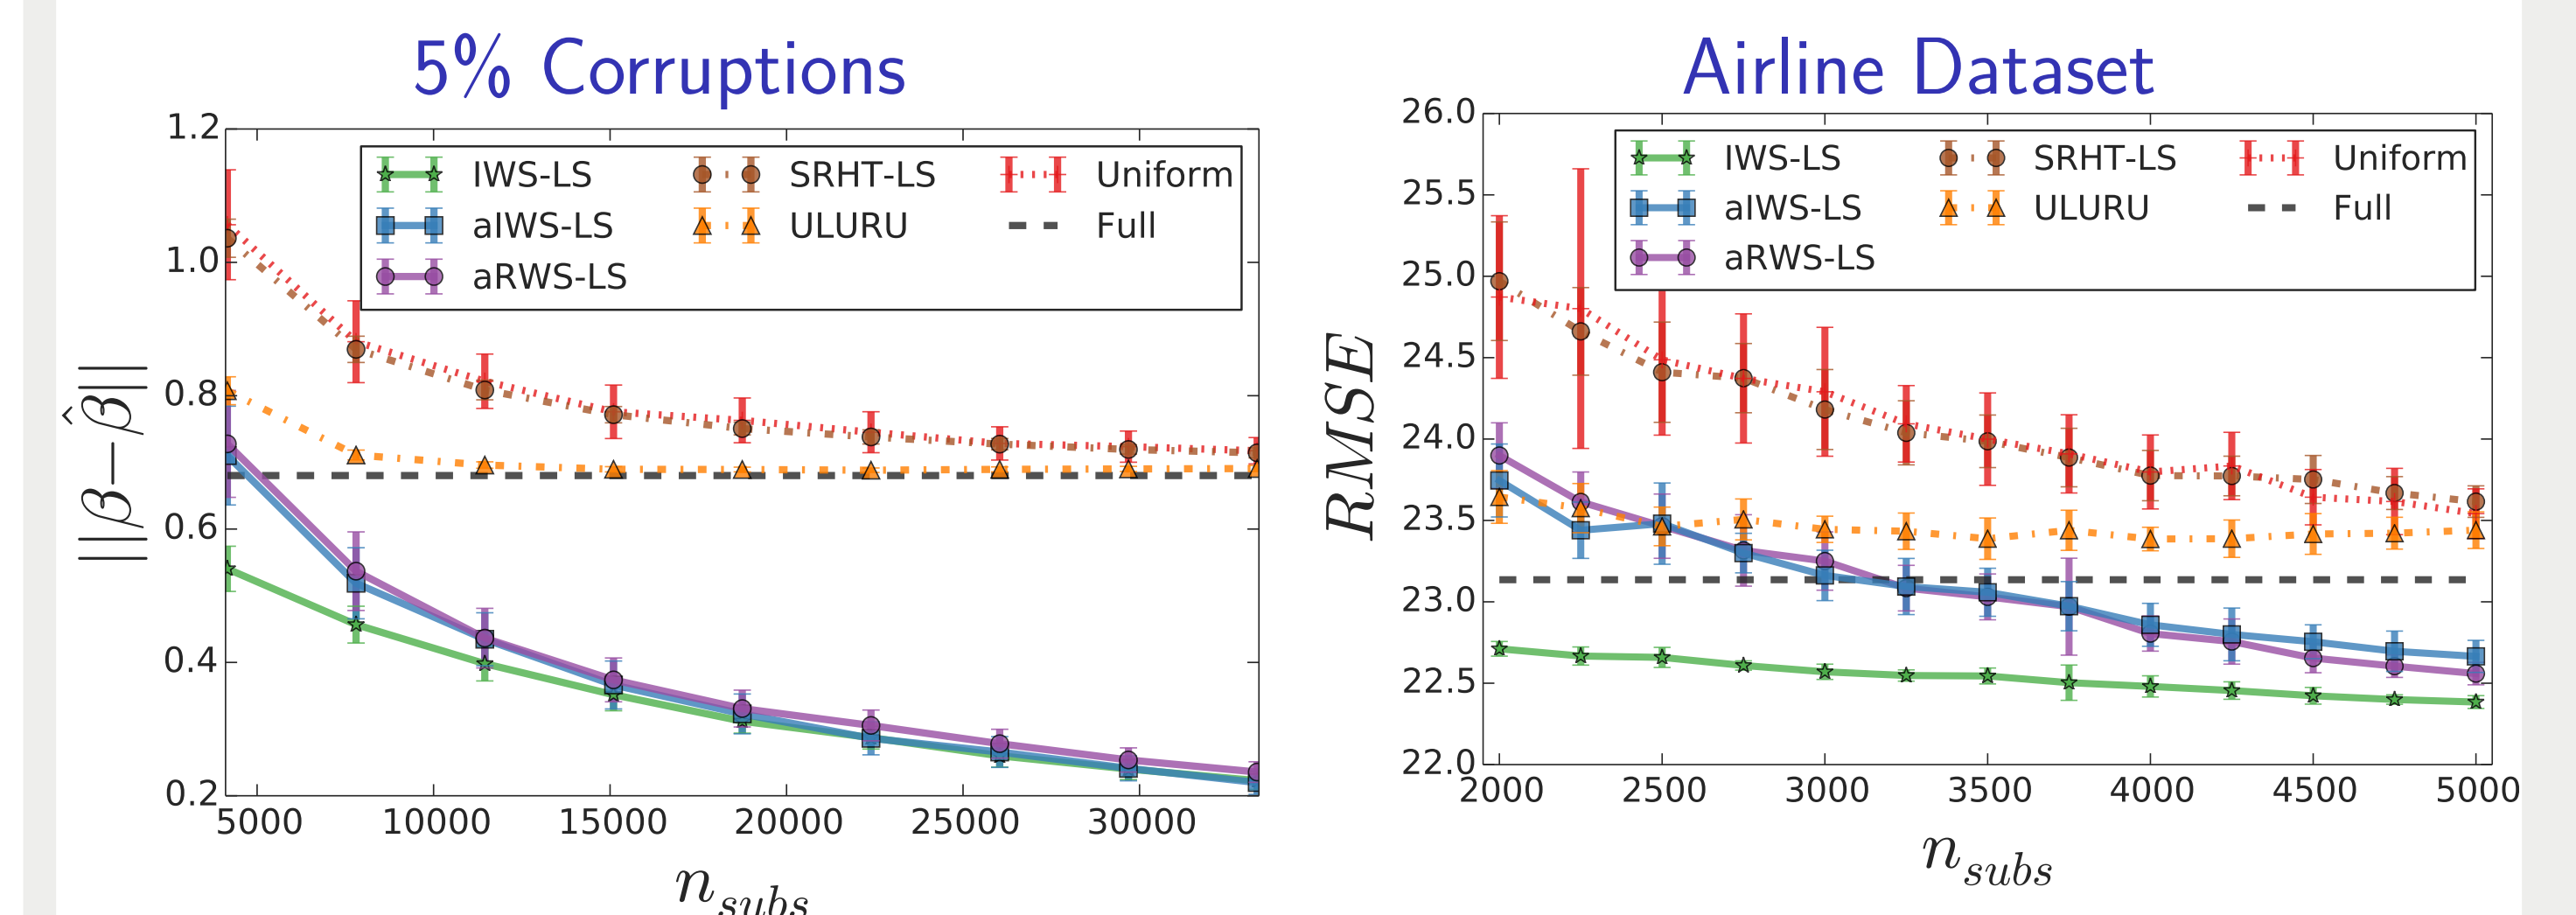 5% Corruptions
1.2
1.0
0.8
0.6
0.4
0.2
||β−β̂||
IWS-LS
aIWS-LS
aRWS-LS
SRHT-LS
ULURU
Uniform
Full
5000 10000 15000 20000 25000 30000
n_subs
Airline Dataset
26.0
25.5
25.0
24.5
24.0
23.5
23.0
22.5
22.0
RMSE
IWS-LS
aIWS-LS
aRWS-LS
SRHT-LS
ULURU
Uniform
Full
2000 2500 3000 3500 4000 4500 5000
n_subs